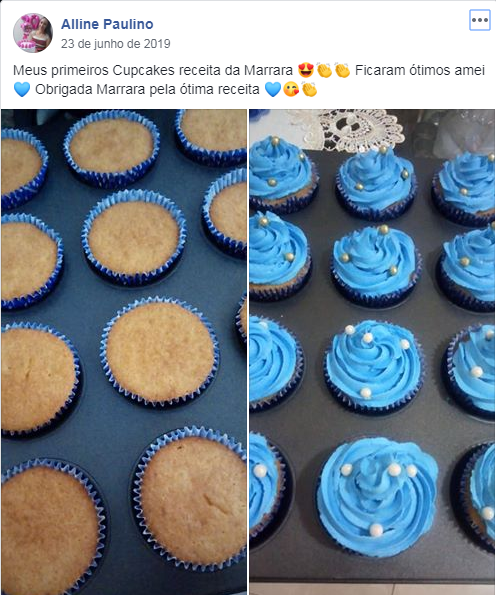 Alline Paulino
23 de junho de 2019
Meus primeiros Cupcakes receita da Marrara 😍👏👏 Ficaram ótimos amei
💙 Obrigada Marrara pela ótima receita 💙😘👏